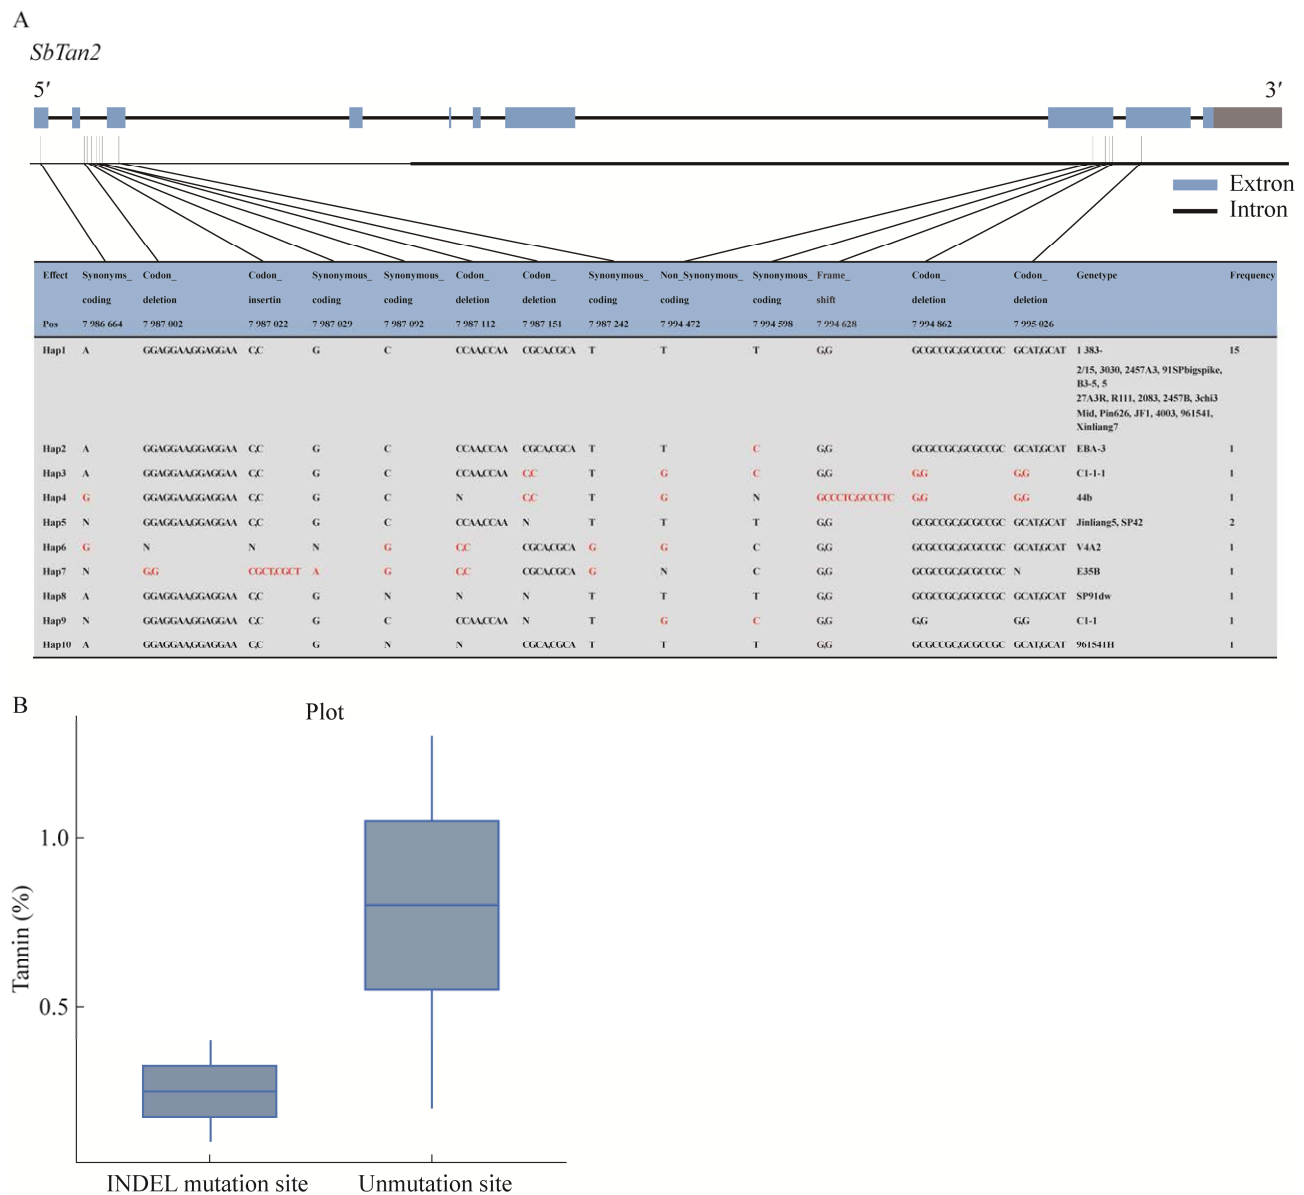 A
SbTan2
5′ 3′
Extron
Intron
Effect Synonyms_ Codon_ Codon_ Synonymous_ Synonymous_ Codon_ Codon_ Synonymous_ Non_Synonymous_ Synonymous_ Frame_ Codon_ Codon_ Genetype Frequency
coding deletion insertin coding coding deletion deletion coding coding coding shift deletion deletion
Pos 7 986 664 7 987 002 7 987 022 7 987 029 7 987 092 7 987 112 7 987 151 7 987 242 7 994 472 7 994 598 7 994 628 7 994 862 7 995 026
Hap1 A GGAGGAA,GGAGGAA C,C G C CCAA,CCAA CGCA,CGCA T T T G,G GCGCCGC,GCGCCGC GCAT,GCAT 1 383- 15
2/15, 3030, 2457A3, 91SPbigspike,
B3-5, 5
27A3R, R111, 2083, 2457B, 3chi3
Mid, Pin626, JF1, 4003, 961541,
Xinliang7
Hap2 A GGAGGAA,GGAGGAA C,C G C CCAA,CCAA CGCA,CGCA T T C G,G GCGCCGC,GCGCCGC GCAT,GCAT EBA-3 1
Hap3 A GGAGGAA,GGAGGAA C,C G C CCAA,CCAA C,C T G C G,G G,G G,G C1-1-1 1
Hap4 G GGAGGAA,GGAGGAA C,C G C N C,C T G N GCCCTC,GCCCTC G,G G,G 44b 1
Hap5 N GGAGGAA,GGAGGAA C,C G C CCAA,CCAA N T T T G,G GCGCCGC,GCGCCGC GCAT,GCAT Jinliang5, SP42 2
Hap6 G N N N G C,C CGCA,CGCA G G C G,G GCGCCGC,GCGCCGC GCAT,GCAT V4A2 1
Hap7 N G,G CGCT,CGCT A G C,C CGCA,CGCA G N C G,G GCGCCGC,GCGCCGC N E35B 1
Hap8 A GGAGGAA,GGAGGAA C,C G N N N T T T G,G GCGCCGC,GCGCCGC GCAT,GCAT SP91dw 1
Hap9 N GGAGGAA,GGAGGAA C,C G C CCAA,CCAA N T G C G,G G,G G,G C1-1 1
Hap10 A GGAGGAA,GGAGGAA C,C G N N CGCA,CGCA T T T G,G GCGCCGC,GCGCCGC GCAT,GCAT 961541H 1
B
Plot
1.0
0.5
Tannin (%)
INDEL mutation site Unmutation site